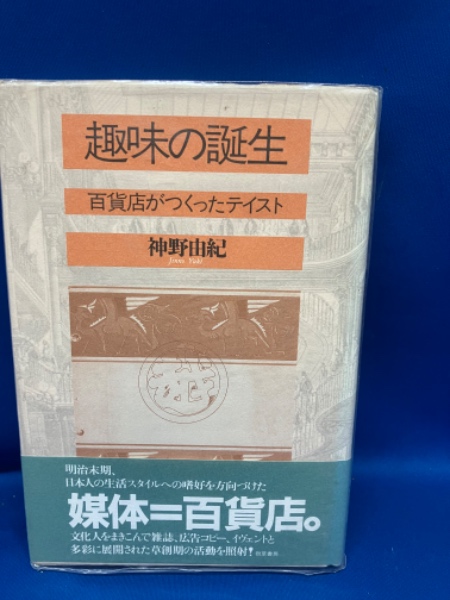 趣味の誕生
百貨店がつくったテイスト
神野由紀
Jinno Yuki
明治末期、
日本人の生活スタイルへの嗜好を方向づけた
媒体=百貨店。
文化人をまきこんで雑誌、広告コピー、イヴェントと
多彩に展開された草創期の活動を照射!
勁草書房